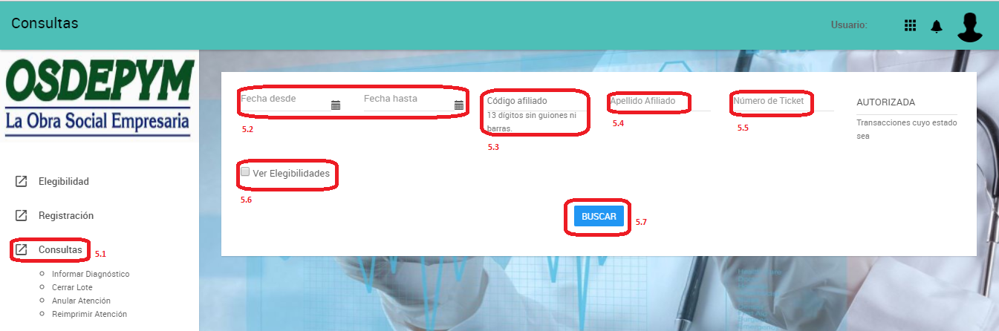 Consultas
Usuario:
OSDEPYM
La Obra Social Empresaria
Elegibilidad
Registración
Consultas
5.1
Informar Diagnóstico
Cerrar Lote
Anular Atención
Reimprimir Atención
Fecha desde
Fecha hasta
5.2
Código afiliado
13 dígitos sin guiones ni
barras.
5.3
Apellido Afiliado
5.4
Número de Ticket
5.5
AUTORIZADA
Transacciones cuyo estado
sea
Ver Elegibilidades
5.6
BUSCAR
5.7